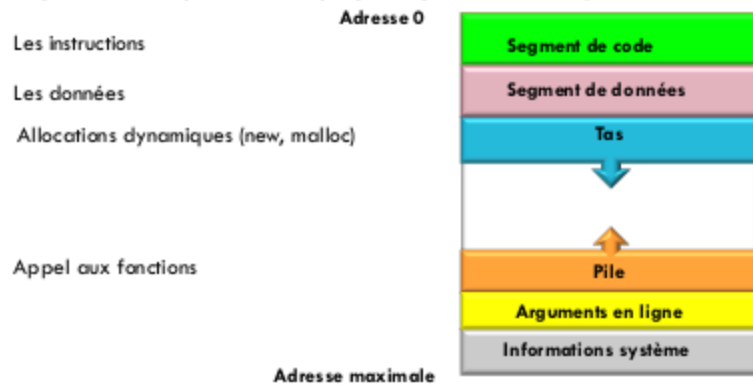 Adresse 0
Les instructions
Segment de code
Les données
Segment de données
Allocations dynamiques (new, malloc)
Tas
Appel aux fonctions
Pile
Arguments en ligne
Informations système
Adresse maximale